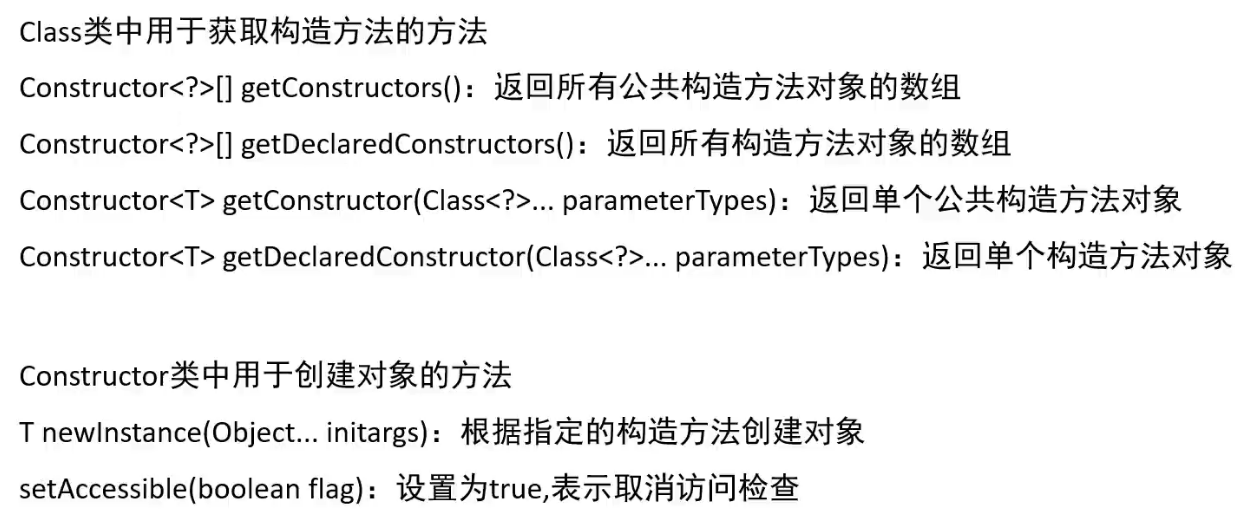 Class类中用于获取构造方法的方法
Constructor<?>[] getConstructors()：返回所有公共构造方法对象的数组
Constructor<?>[] getDeclaredConstructors()：返回所有构造方法对象的数组
Constructor<T> getConstructor(Class<?>... parameterTypes)：返回单个公共构造方法对象
Constructor<T> getDeclaredConstructor(Class<?>... parameterTypes)：返回单个构造方法对象
Constructor类中用于创建对象的方法
T newInstance(Object... initargs)：根据指定的构造方法创建对象
setAccessible(boolean flag)：设置为true,表示取消访问检查